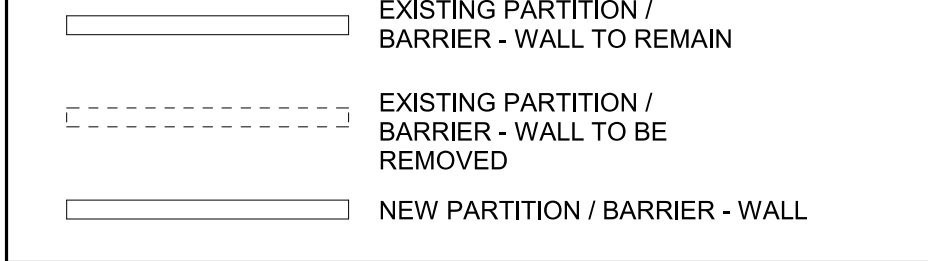 EXISTING PARTITION /
BARRIER - WALL TO REMAIN
EXISTING PARTITION /
BARRIER - WALL TO BE
REMOVED
NEW PARTITION / BARRIER - WALL